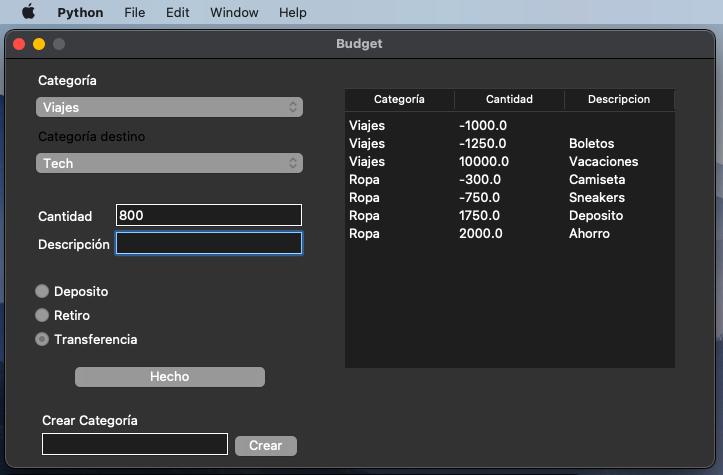 Python File Edit Window Help
Budget
Categoría
Viajes
Categoría destino
Tech
Cantidad 800
Descripción
Deposito
Retiro
Transferencia
Hecho
Crear Categoría
Crear
Categoría Cantidad Descripcion
Viajes -1000.0
Viajes -1250.0 Boletos
Viajes 10000.0 Vacaciones
Ropa -300.0 Camiseta
Ropa -750.0 Sneakers
Ropa 1750.0 Deposito
Ropa 2000.0 Ahorro